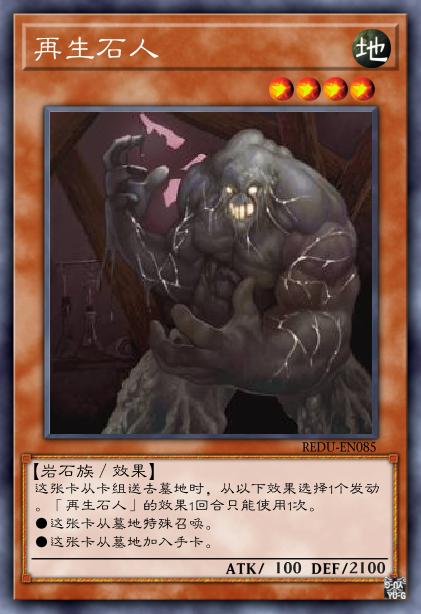 再生石人
地
REDU-EN085
【岩石族／效果】
这张卡从卡组送去墓地时，从以下效果选择1个发动
。「再生石人」的效果1回合只能使用1次。
●这张卡从墓地特殊召唤。
●这张卡从墓地加入手卡。
ATK/ 100 DEF/2100